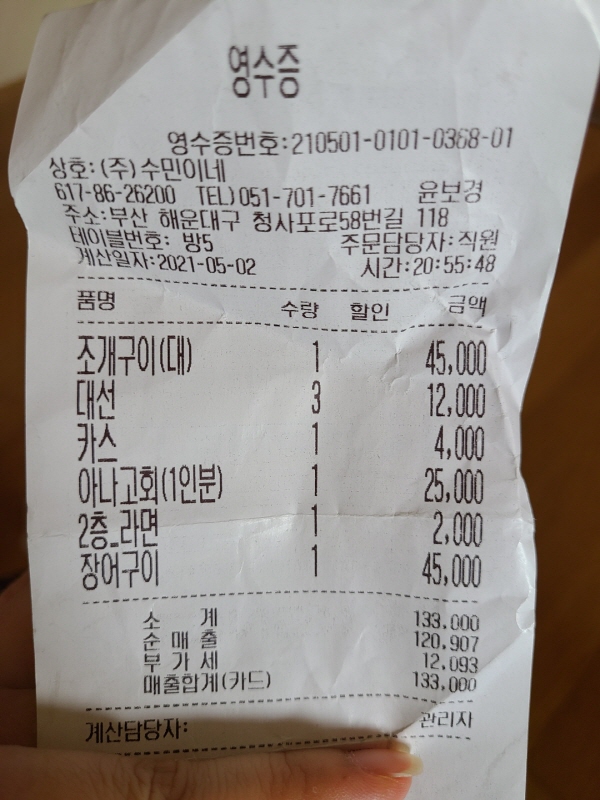 영수증
영수증번호:210501-0101-0368-01
상호:(주)수민이네
617-86-26200 TEL)051-701-7661 윤보경
주소:부산 해운대구 청사포로58번길 118
테이블번호: 방5 주문담당자:직원
계산일자:2021-05-02 시간:20:55:48
품명 수량 할인 금액
조개구이(대) 1 45,000
대선 3 12,000
카스 1 4,000
아나고회(1인분) 1 25,000
2층_라면 1 2,000
장어구이 1 45,000
소 계 133,000
순 매 출 120,907
부 가 세 12,093
매출합계(카드) 133,000
계산담당자: 관리자